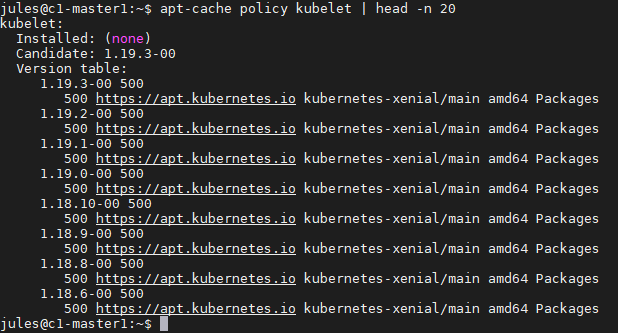 jules@c1-master1:~$ apt-cache policy kubelet | head -n 20
kubelet:
  Installed: (none)
  Candidate: 1.19.3-00
  Version table:
     1.19.3-00 500
        500 https://apt.kubernetes.io kubernetes-xenial/main amd64 Packages
     1.19.2-00 500
        500 https://apt.kubernetes.io kubernetes-xenial/main amd64 Packages
     1.19.1-00 500
        500 https://apt.kubernetes.io kubernetes-xenial/main amd64 Packages
     1.19.0-00 500
        500 https://apt.kubernetes.io kubernetes-xenial/main amd64 Packages
     1.18.10-00 500
        500 https://apt.kubernetes.io kubernetes-xenial/main amd64 Packages
     1.18.9-00 500
        500 https://apt.kubernetes.io kubernetes-xenial/main amd64 Packages
     1.18.8-00 500
        500 https://apt.kubernetes.io kubernetes-xenial/main amd64 Packages
     1.18.6-00 500
        500 https://apt.kubernetes.io kubernetes-xenial/main amd64 Packages
jules@c1-master1:~$